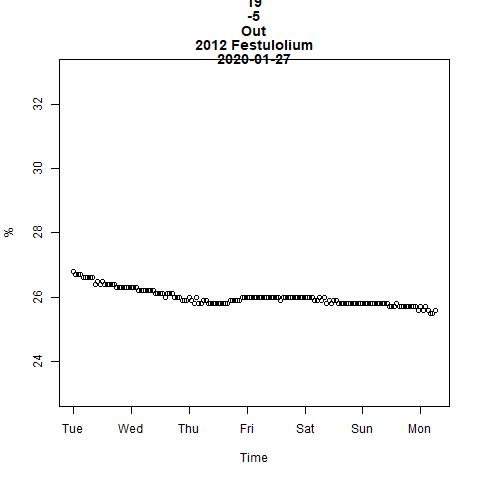 19
-5
Out
2012 Festulolium
2020-01-27
32
30
28
26
24
%
Tue Wed Thu Fri Sat Sun Mon
Time